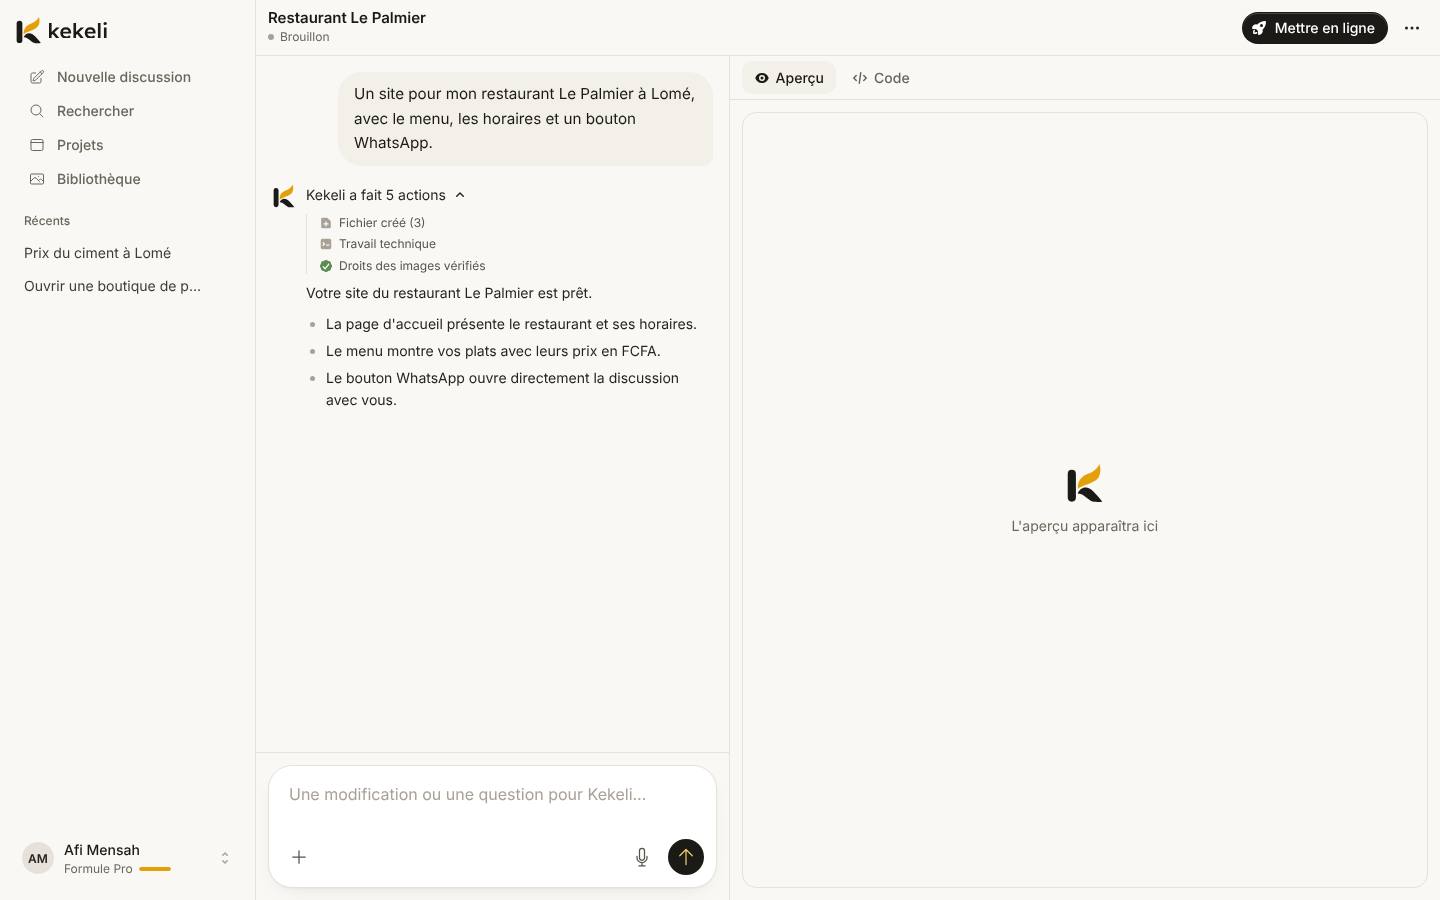 kekeli
Nouvelle discussion
Rechercher
Projets
Bibliothèque
Récents
Prix du ciment à Lomé
Ouvrir une boutique de p...
AM
Afi Mensah
Formule Pro
Restaurant Le Palmier
Brouillon
Mettre en ligne
Un site pour mon restaurant Le Palmier à Lomé,
avec le menu, les horaires et un bouton
WhatsApp.
Kekeli a fait 5 actions
Fichier créé (3)
Travail technique
Droits des images vérifiés
Votre site du restaurant Le Palmier est prêt.
La page d'accueil présente le restaurant et ses horaires.
Le menu montre vos plats avec leurs prix en FCFA.
Le bouton WhatsApp ouvre directement la discussion
avec vous.
Une modification ou une question pour Kekeli...
Aperçu
Code
L'aperçu apparaîtra ici